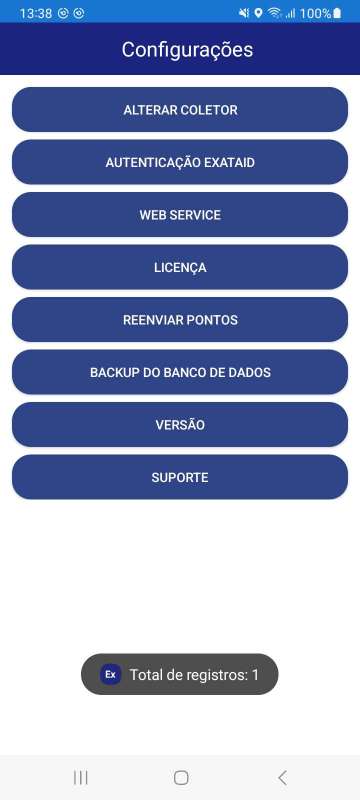 13:38 100%
Configurações
ALTERAR COLETOR
AUTENTICAÇÃO EXATAID
WEB SERVICE
LICENÇA
REENVIAR PONTOS
BACKUP DO BANCO DE DADOS
VERSÃO
SUPORTE
Ex Total de registros: 1